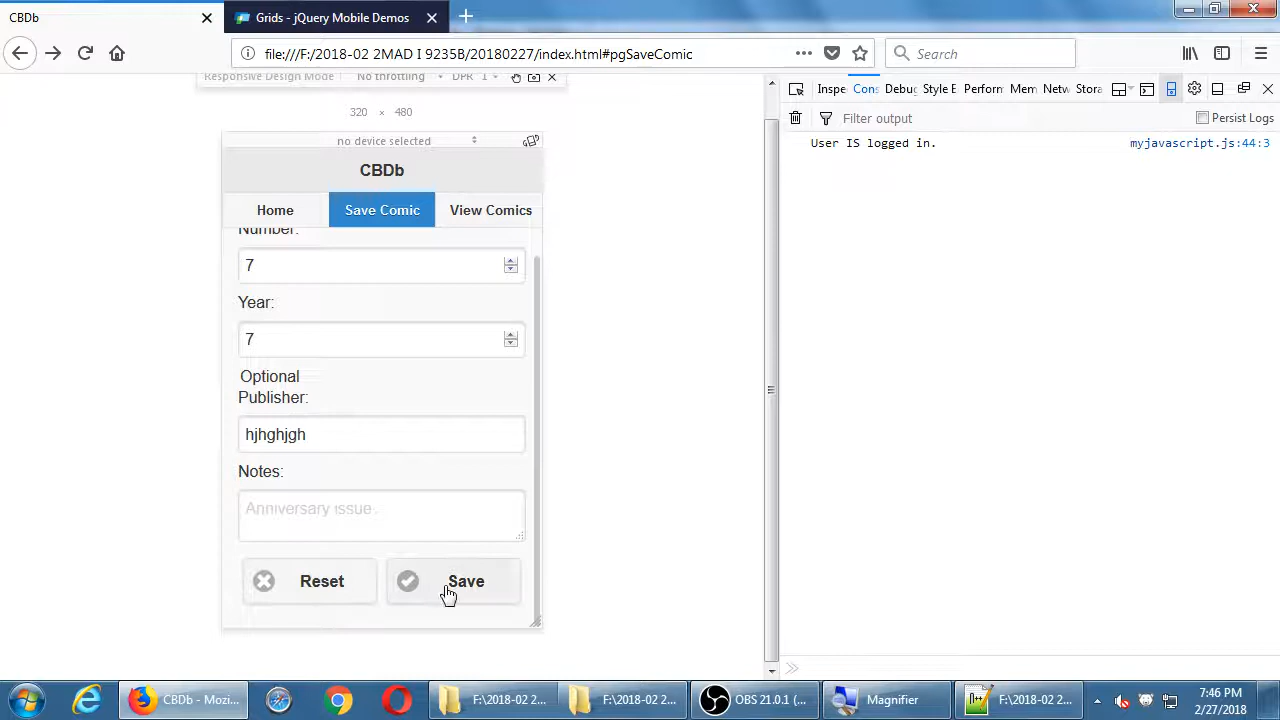 CBDb
Grids - jQuery Mobile Demos
file:///F:/2018-02 2MAD I 9235B/20180227/index.html#pgSaveComic
Search
Responsive Design Mode
No throttling
DPR 1
320 × 480
no device selected
CBDb
Home
Save Comic
View Comics
Number:
7
Year:
7
Optional
Publisher:
hjhghjgh
Notes:
Anniversary issue.
Reset
Save
Inspe
Cons
Debug
Style E
Perform
Mem
Netw
Stora
Filter output
Persist Logs
User IS logged in.
myjavascript.js:44:3
CBDb - Mozi...
F:\2018-02 2...
F:\2018-02 2...
OBS 21.0.1 (...
Magnifier
F:\2018-02 2...
7:46 PM
2/27/2018